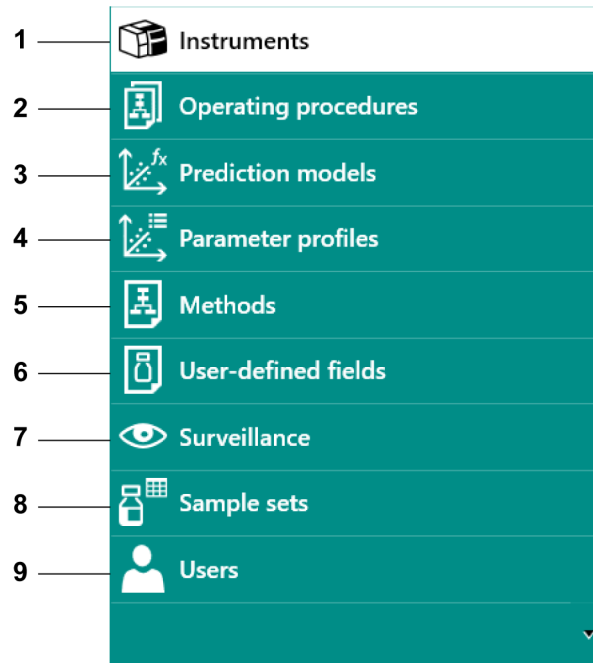 1 Instruments
2 Operating procedures
3 fx Prediction models
4 Parameter profiles
5 Methods
6 User-defined fields
7 Surveillance
8 Sample sets
9 Users